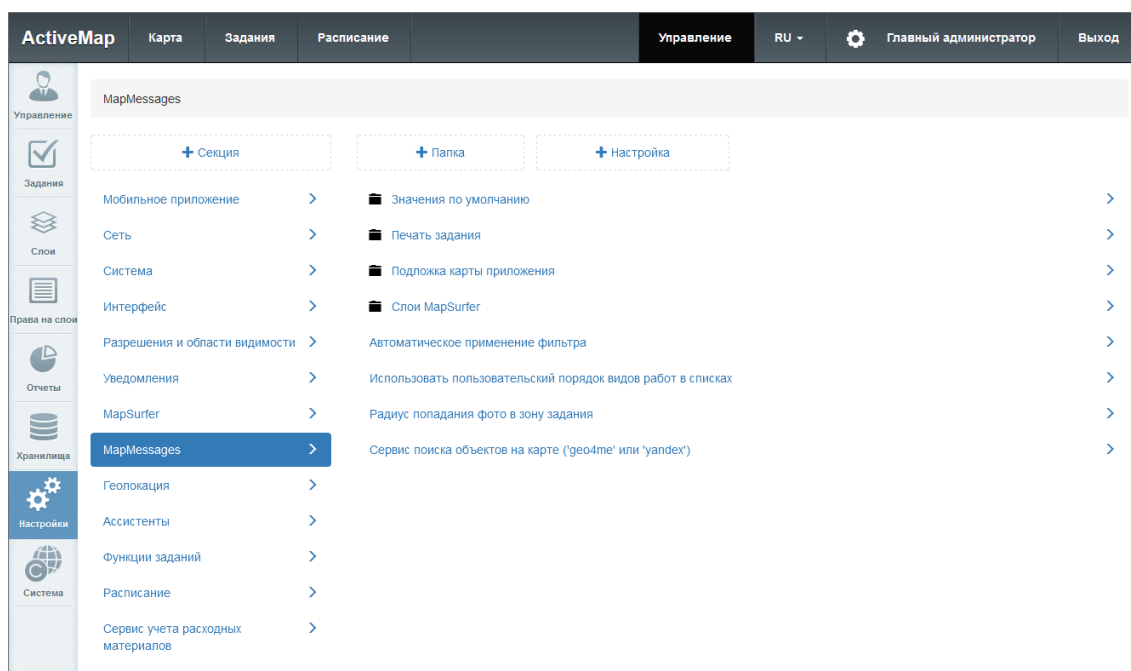 ActiveMap
Карта
Задания
Расписание
Управление
RU
Главный администратор
Выход
Управление
Задания
Слои
Права на слои
Отчеты
Хранилища
Настройки
Система
MapMessages
+ Секция
+ Папка
+ Настройка
Мобильное приложение
Сеть
Система
Интерфейс
Разрешения и области видимости
Уведомления
MapSurfer
MapMessages
Геолокация
Ассистенты
Функции заданий
Расписание
Сервис учета расходных
материалов
Значения по умолчанию
Печать задания
Подложка карты приложения
Слои MapSurfer
Автоматическое применение фильтра
Использовать пользовательский порядок видов работ в списках
Радиус попадания фото в зону задания
Сервис поиска объектов на карте ('geo4me' или 'yandex')